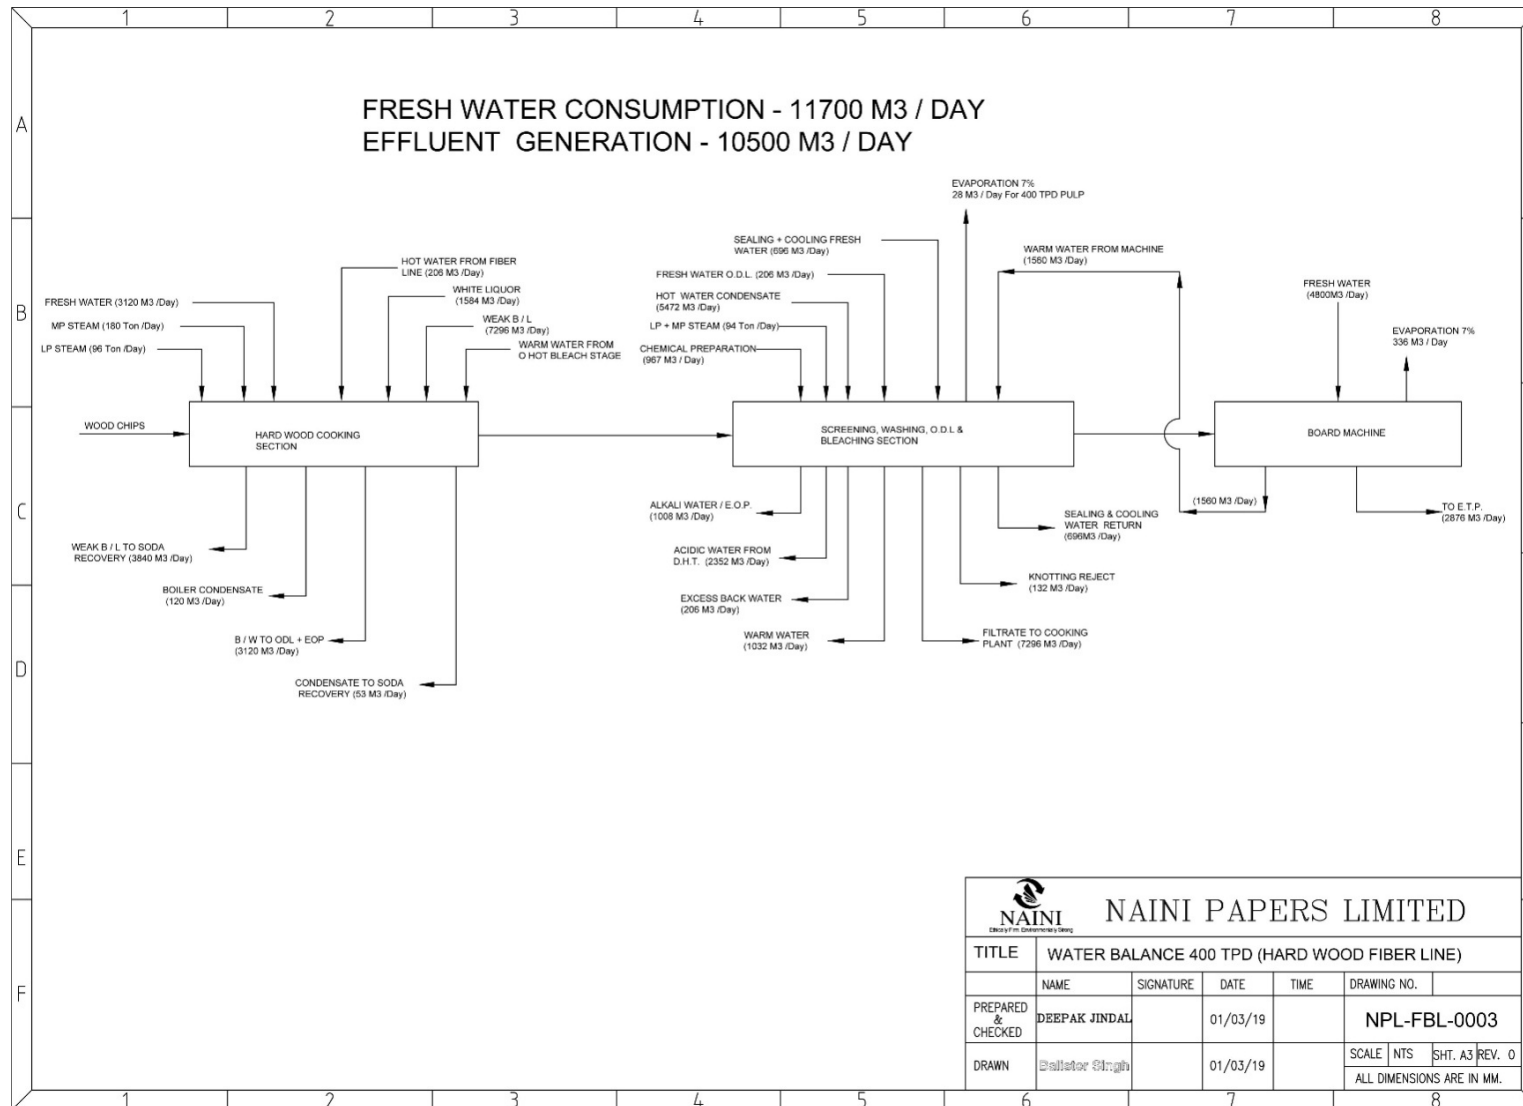 1 2 3 4 5 6 7 8
A
B
C
D
E
F
FRESH WATER CONSUMPTION - 11700 M3 / DAY
EFFLUENT GENERATION - 10500 M3 / DAY
HOT WATER FROM FIBER
LINE (206 M3 /Day)
WHITE LIQUOR
(1584 M3 /Day)
FRESH WATER (3120 M3 /Day)
WEAK B / L
(7296 M3 /Day)
MP STEAM (180 Ton /Day)
WARM WATER FROM
O HOT BLEACH STAGE
LP STEAM (96 Ton /Day)
WOOD CHIPS
HARD WOOD COOKING
SECTION
WEAK B / L TO SODA
RECOVERY (3840 M3 /Day)
BOILER CONDENSATE
(120 M3 /Day)
B / W TO ODL + EOP
(3120 M3 /Day)
CONDENSATE TO SODA
RECOVERY (53 M3 /Day)
EVAPORATION 7%
28 M3 / Day For 400 TPD PULP
SEALING + COOLING FRESH
WATER (696 M3 /Day)
FRESH WATER O.D.L. (206 M3 /Day)
HOT WATER CONDENSATE
(5472 M3 /Day)
LP + MP STEAM (94 Ton /Day)
CHEMICAL PREPARATION
(967 M3 / Day)
WARM WATER FROM MACHINE
(1560 M3 /Day)
SCREENING, WASHING, O.D.L &
BLEACHING SECTION
ALKALI WATER / E.O.P.
(1008 M3 /Day)
ACIDIC WATER FROM
D.H.T. (2352 M3 /Day)
EXCESS BACK WATER
(206 M3 /Day)
WARM WATER
(1032 M3 /Day)
SEALING & COOLING
WATER RETURN
(696M3 /Day)
KNOTTING REJECT
(132 M3 /Day)
FILTRATE TO COOKING
PLANT (7296 M3 /Day)
FRESH WATER
(4800M3 /Day)
EVAPORATION 7%
336 M3 / Day
BOARD MACHINE
(1560 M3 /Day)
TO E.T.P.
(2876 M3 /Day)
NAINI
NAINI PAPERS LIMITED
TITLE WATER BALANCE 400 TPD (HARD WOOD FIBER LINE)
NAME SIGNATURE DATE TIME DRAWING NO.
PREPARED
&
CHECKED
DEEPAK JINDAL 01/03/19 NPL-FBL-0003
DRAWN Balister Singh 01/03/19
SCALE NTS SHT. A3 REV. 0
ALL DIMENSIONS ARE IN MM.
1 2 3 4 5 6 7 8